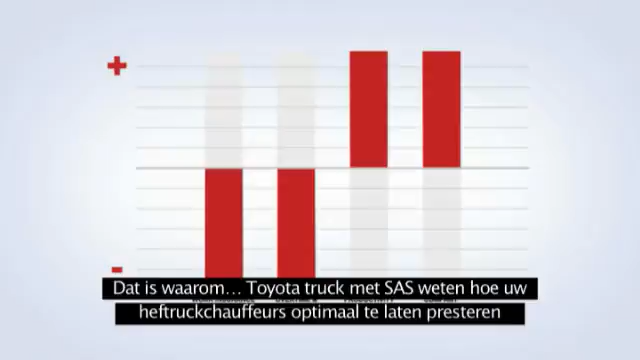 +
-
Dat is waarom... Toyota truck met SAS weten hoe uw
heftruckchauffeurs optimaal te laten presteren